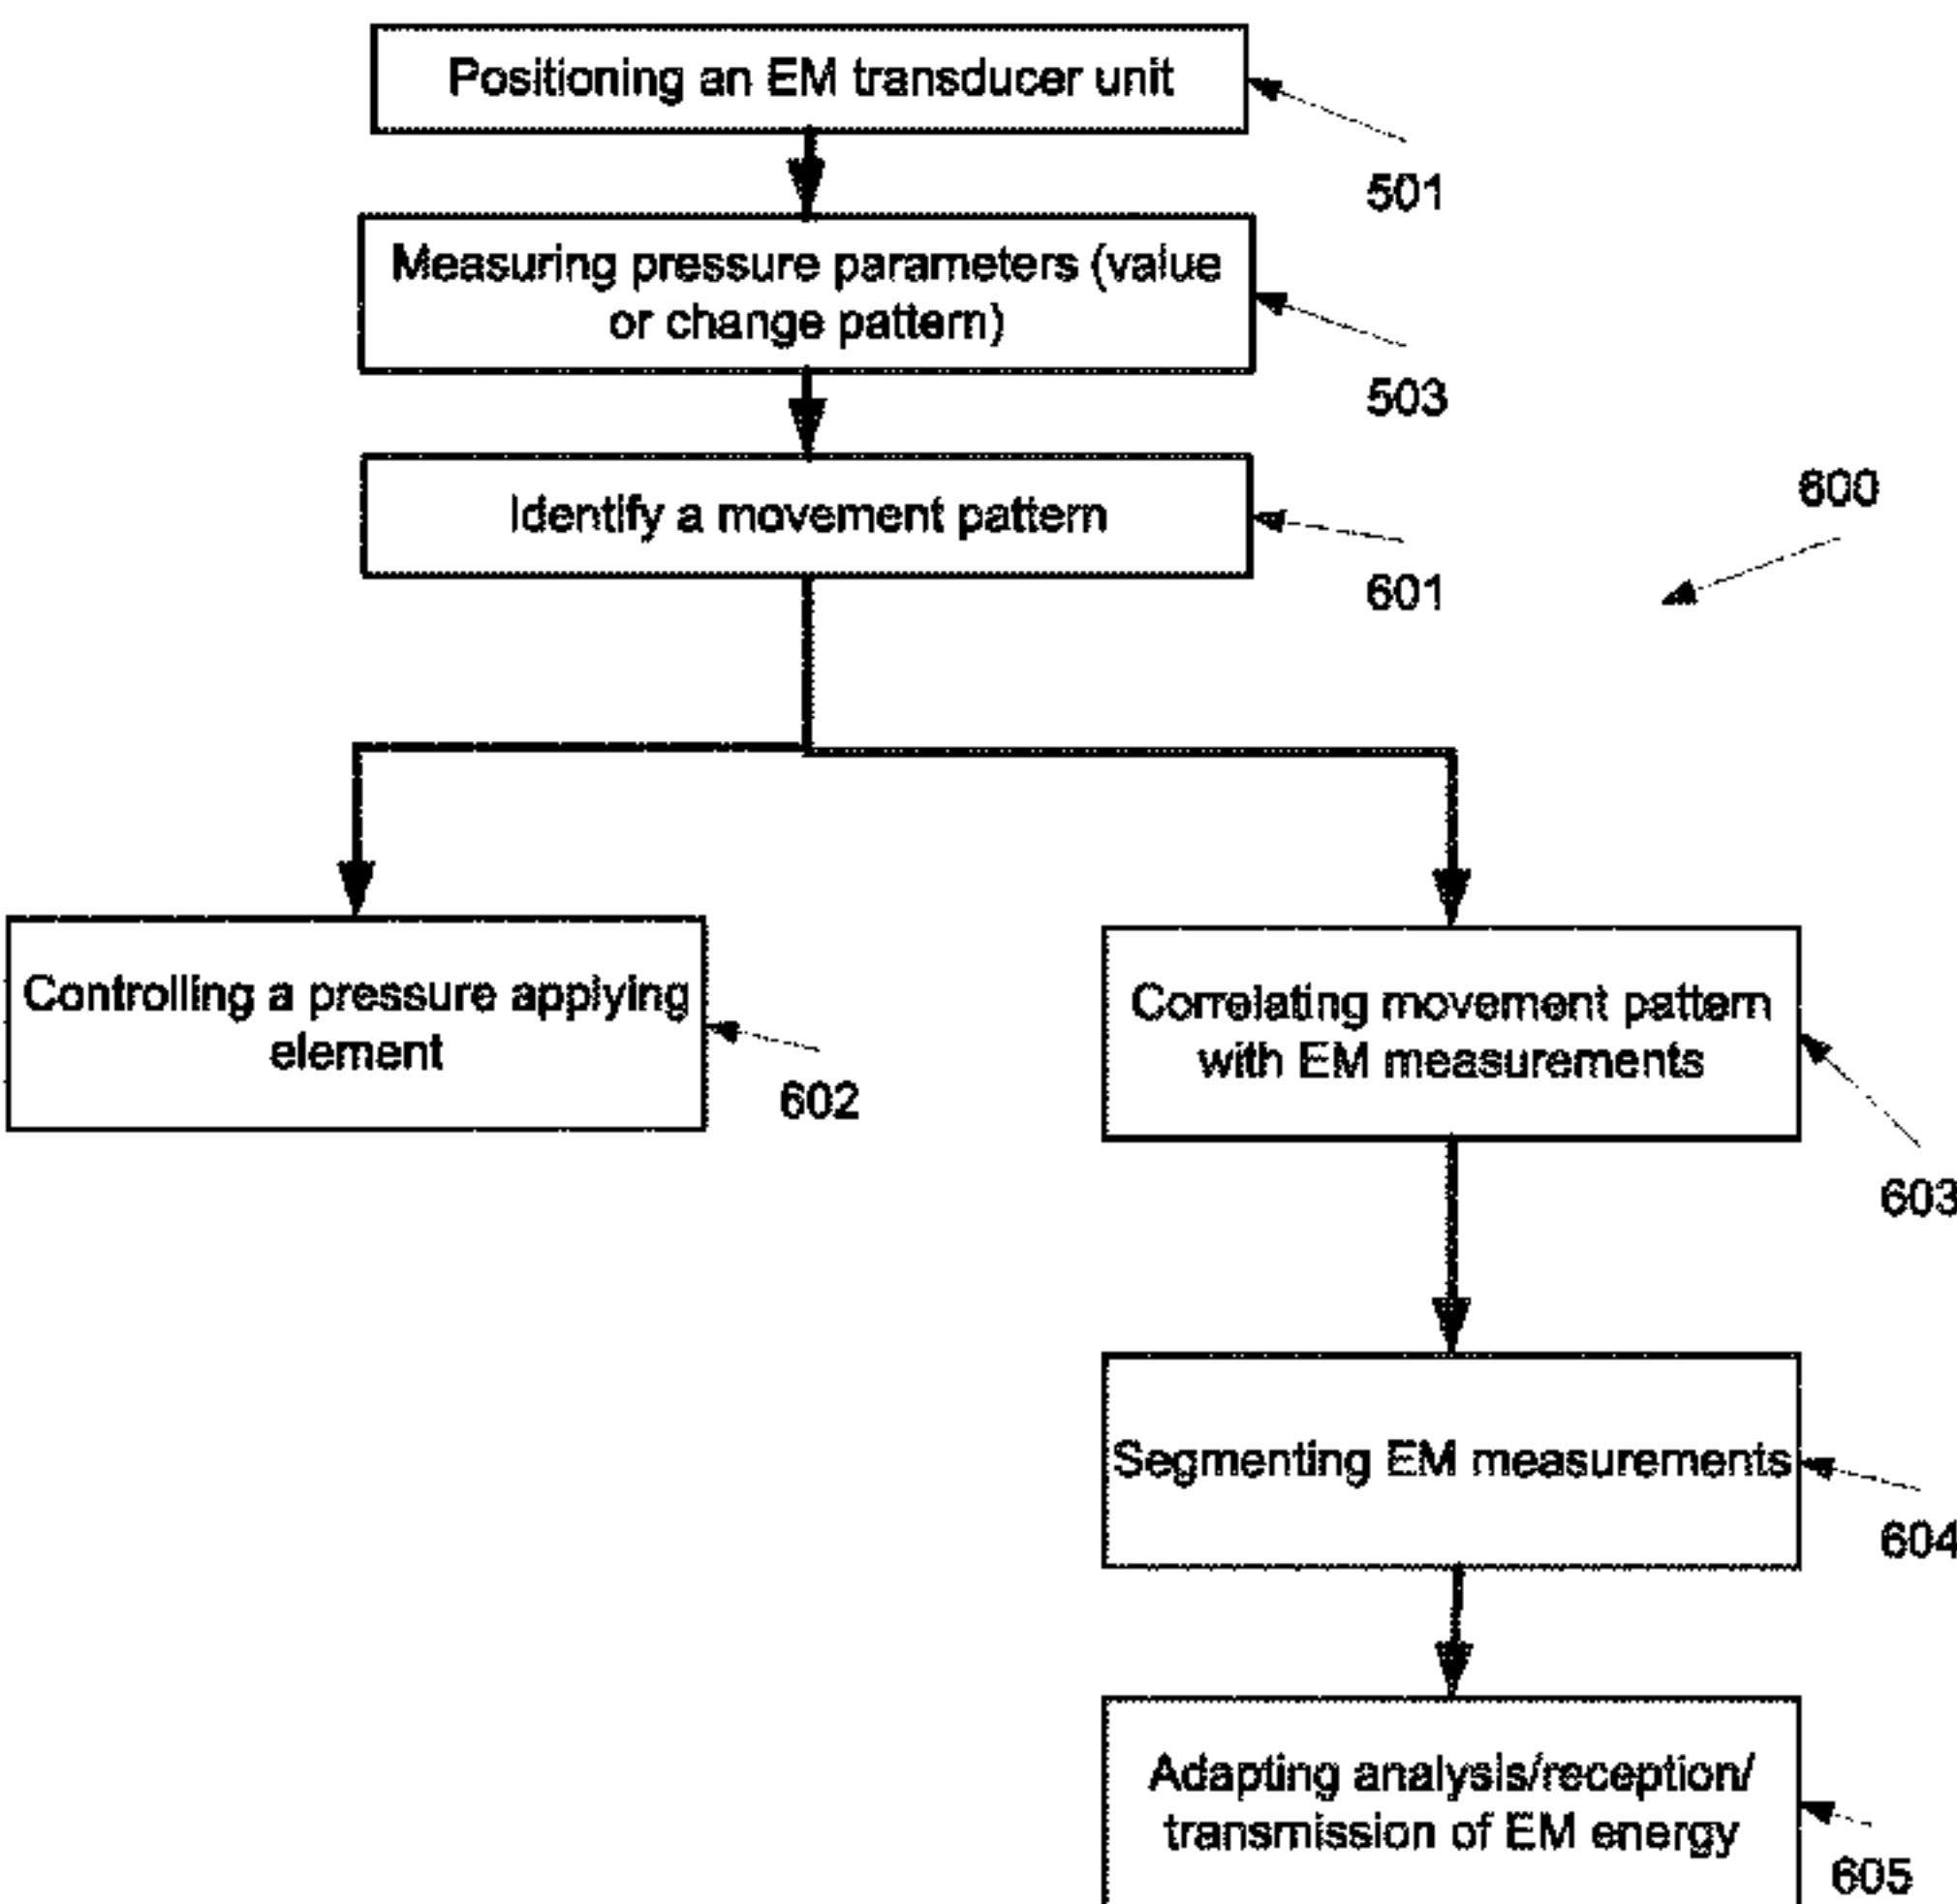 Positioning an EM transducer unit
501
Measuring pressure parameters (value
or change pattern)
503
Identify a movement pattern
601
600
Controlling a pressure applying
element
602
Correlating movement pattern
with EM measurements
603
Segmenting EM measurements
604
Adapting analysis/reception/
transmission of EM energy
605